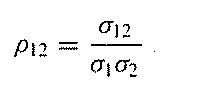 ρ₁₂ = σ₁₂ / σ₁σ₂ .